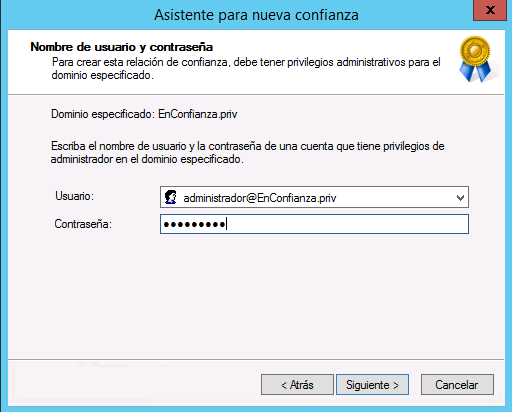 Asistente para nueva confianza
x
Nombre de usuario y contraseña
Para crear esta relación de confianza, debe tener privilegios administrativos para el
dominio especificado.
Dominio especificado: EnConfianza.priv
Escriba el nombre de usuario y la contraseña de una cuenta que tiene privilegios de
administrador en el dominio especificado.
Usuario: administrador@EnConfianza.priv
Contraseña: •••••••••
< Atrás Siguiente > Cancelar